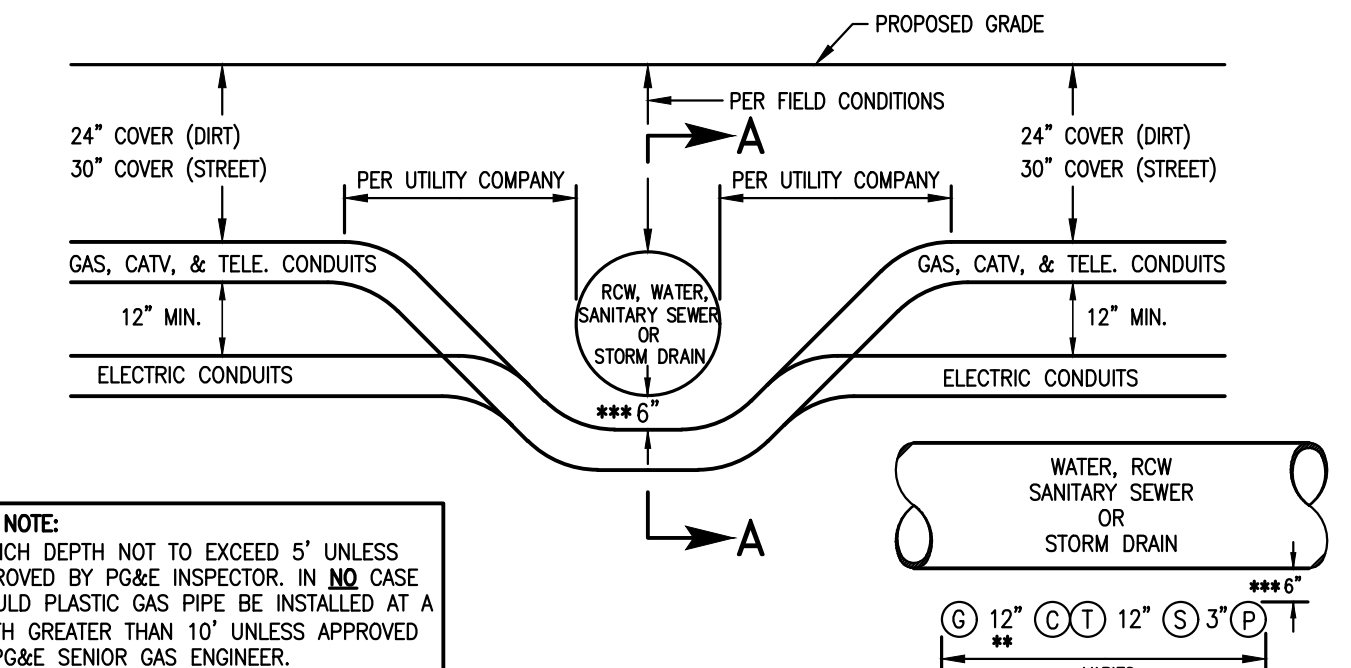 PROPOSED GRADE
PER FIELD CONDITIONS
24” COVER (DIRT)
30” COVER (STREET)
A
24” COVER (DIRT)
30” COVER (STREET)
PER UTILITY COMPANY
PER UTILITY COMPANY
GAS, CATV, & TELE. CONDUITS
GAS, CATV, & TELE. CONDUITS
RCW, WATER,
SANITARY SEWER
OR
STORM DRAIN
12” MIN.
12” MIN.
ELECTRIC CONDUITS
ELECTRIC CONDUITS
***6”
A
WATER, RCW
SANITARY SEWER
OR
STORM DRAIN
***6”
G 12” C T 12” S 3” P
**
NOTE:
DEPTH NOT TO EXCEED 5’ UNLESS
BY PG&E INSPECTOR. IN NO CASE
PLASTIC GAS PIPE BE INSTALLED AT A
GREATER THAN 10’ UNLESS APPROVED
PG&E SENIOR GAS ENGINEER.